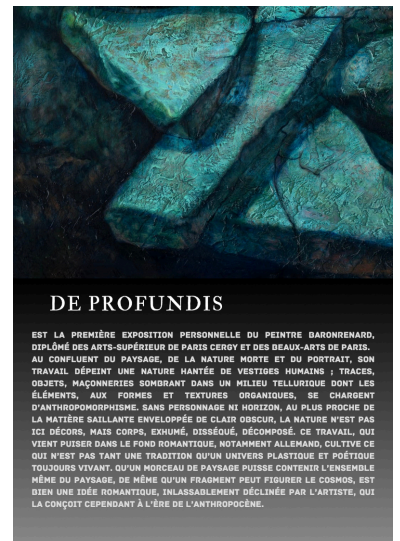 DE PROFUNDIS
EST LA PREMIÈRE EXPOSITION PERSONNELLE DU PEINTRE BARONRENARD,
DIPLÔMÉ DES ARTS-SUPÉRIEUR DE PARIS CERGY ET DES BEAUX-ARTS DE PARIS.
AU CONFLUENT DU PAYSAGE, DE LA NATURE MORTE ET DU PORTRAIT, SON
TRAVAIL DÉPEINT UNE NATURE HANTÉE DE VESTIGES HUMAINS ; TRACES,
OBJETS, MAÇONNERIES SOMBRANT DANS UN MILIEU TELLURIQUE DONT LES
ÉLÉMENTS, AUX FORMES ET TEXTURES ORGANIQUES, SE CHARGENT
D'ANTHROPOMORPHISME. SANS PERSONNAGE NI HORIZON, AU PLUS PROCHE DE
LA MATIÈRE SAILLANTE ENVELOPPÉE DE CLAIR OBSCUR, LA NATURE N'EST PAS
ICI DÉCORS, MAIS CORPS, EXHUMÉ, DISSÉQUÉ, DÉCOMPOSÉ. CE TRAVAIL, QUI
VIENT PUISER DANS LE FOND ROMANTIQUE, NOTAMMENT ALLEMAND, CULTIVE CE
QUI N'EST PAS TANT UNE TRADITION QU'UN UNIVERS PLASTIQUE ET POÉTIQUE
TOUJOURS VIVANT. QU'UN MORCEAU DE PAYSAGE PUISSE CONTENIR L'ENSEMBLE
MÊME DU PAYSAGE, DE MÊME QU'UN FRAGMENT PEUT FIGURER LE COSMOS, EST
BIEN UNE IDÉE ROMANTIQUE, INLASSABLEMENT DÉCLINÉE PAR L'ARTISTE, QUI
LA CONÇOIT CEPENDANT À L'ÈRE DE L'ANTHROPOCÈNE.